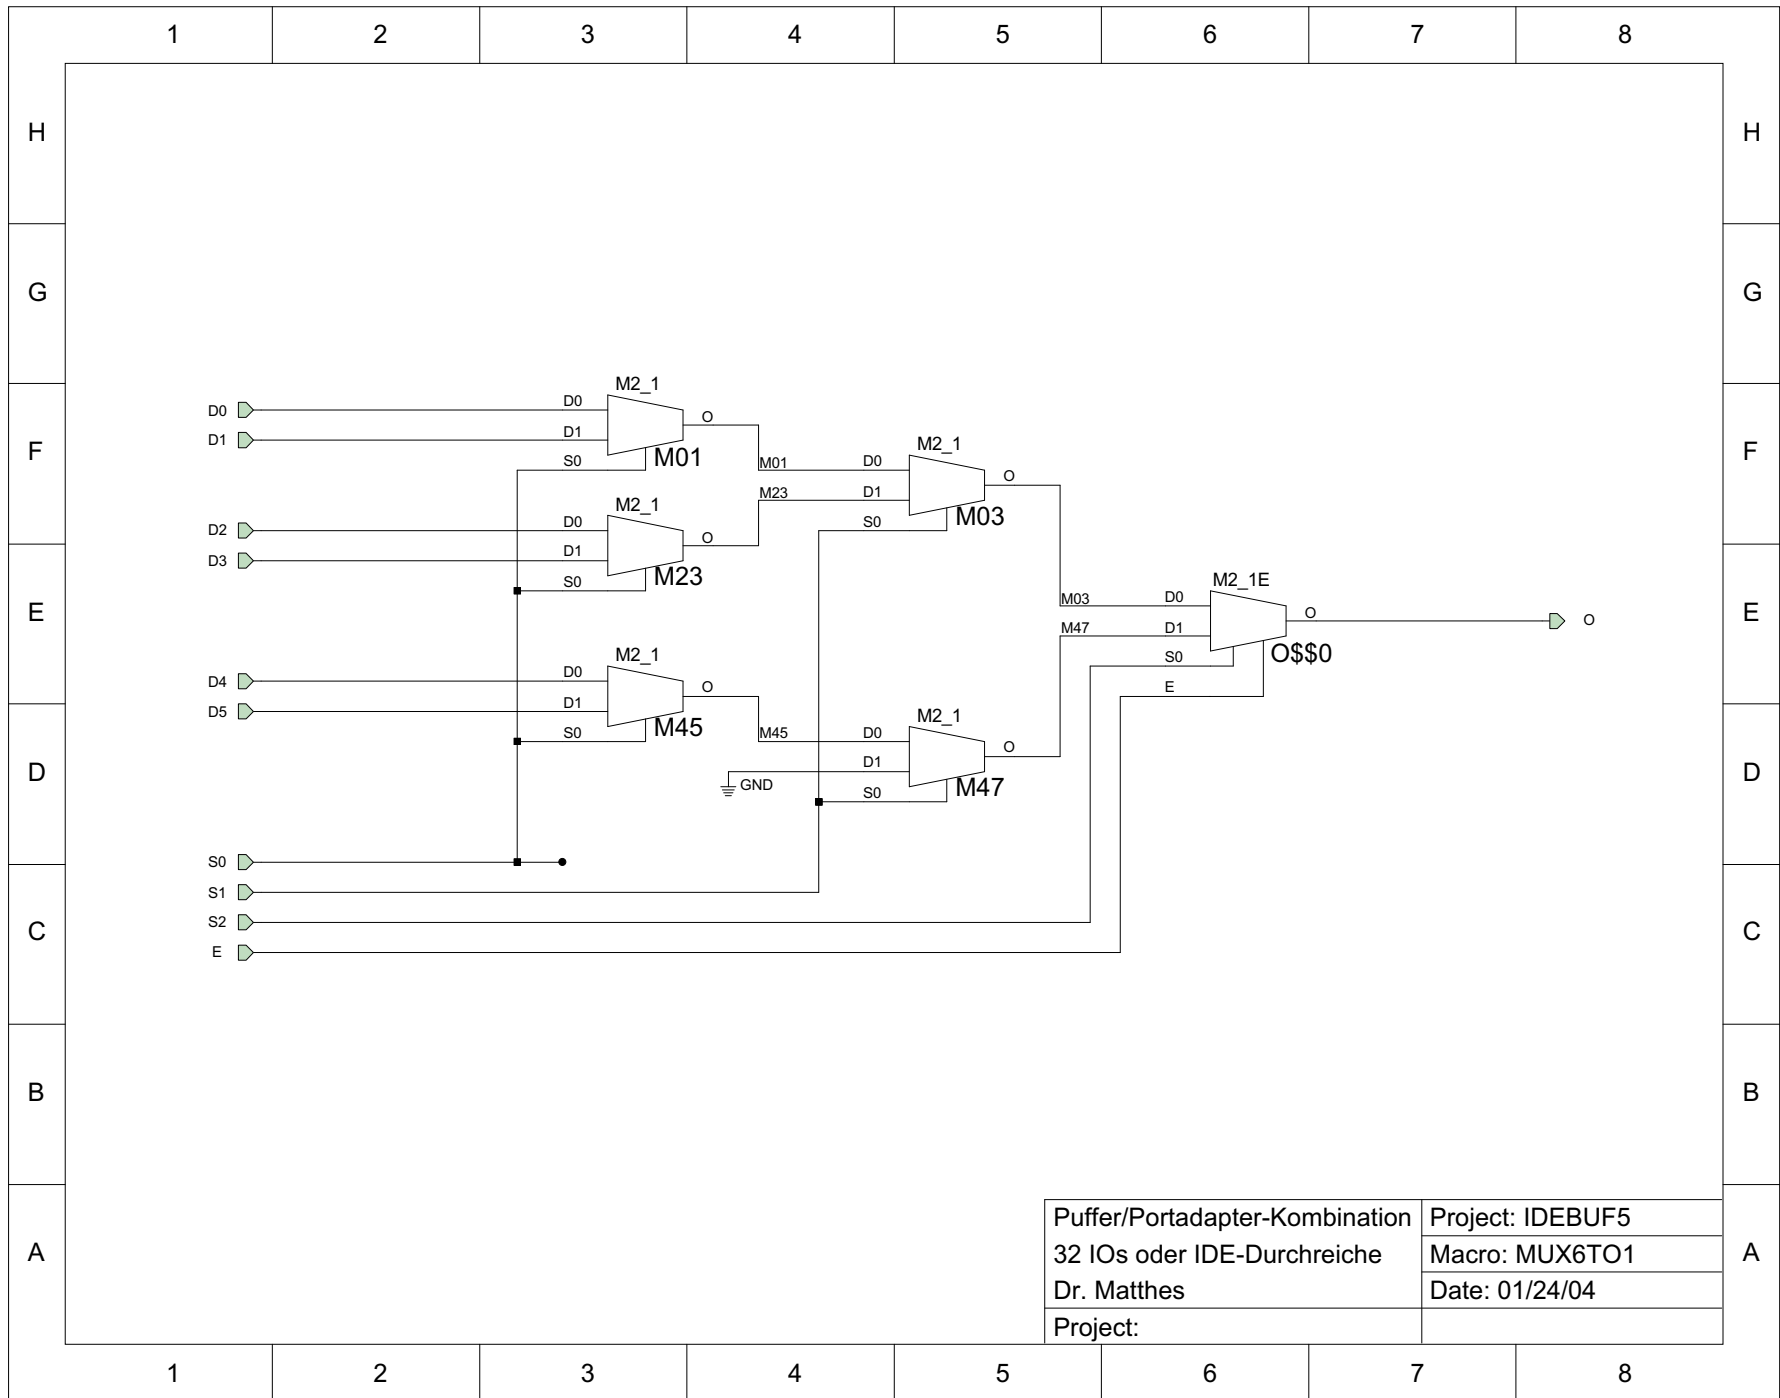 1 2 3 4 5 6 7 8
H H
G G
M2_1
D0 D0 O
D1 D1 M2_1
F F
S0 M01 M01 D0 O
M2_1 M23 D1
D2 D0 O S0 M03
D3 D1
S0 M23 M2_1E
M03 D0 O
E O E
M47 D1
M2_1 S0 O$$0
D4 D0 O E
D5 D1 M2_1
S0 M45 M45 D0 O
D1
D GND D
S0 M47
S0
S1
S2
C C
E
B B
Puffer/Portadapter-Kombination Project: IDEBUF5
32 IOs oder IDE-Durchreiche Macro: MUX6TO1
A A
Dr. Matthes Date: 01/24/04
Project:
1 2 3 4 5 6 7 8